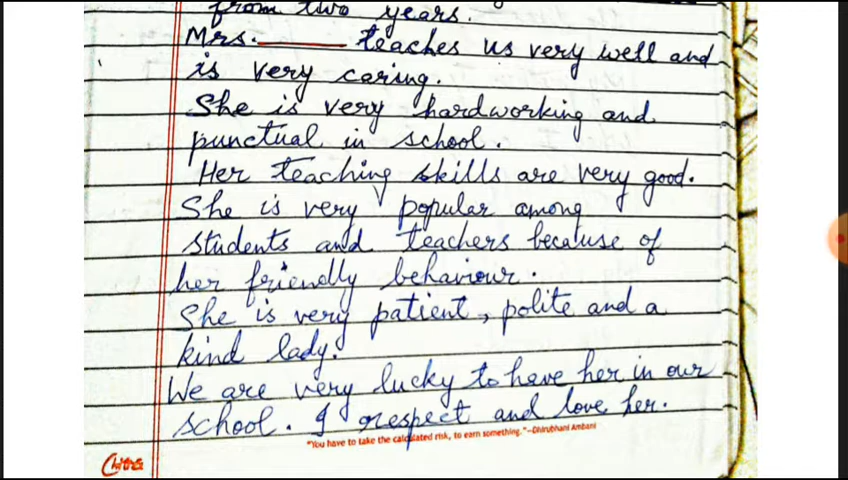 from two years.
Mrs. ______ teaches us very well and
is very caring.
She is very hardworking and
punctual in school.
Her teaching skills are very good.
She is very popular among
students and teachers because of
her friendly behaviour.
She is very patient, polite and a
kind lady.
We are very lucky to have her in our
school. I respect and love her.
"You have to take the calculated risk, to earn something."–Dhirubhani Ambani
Chitra